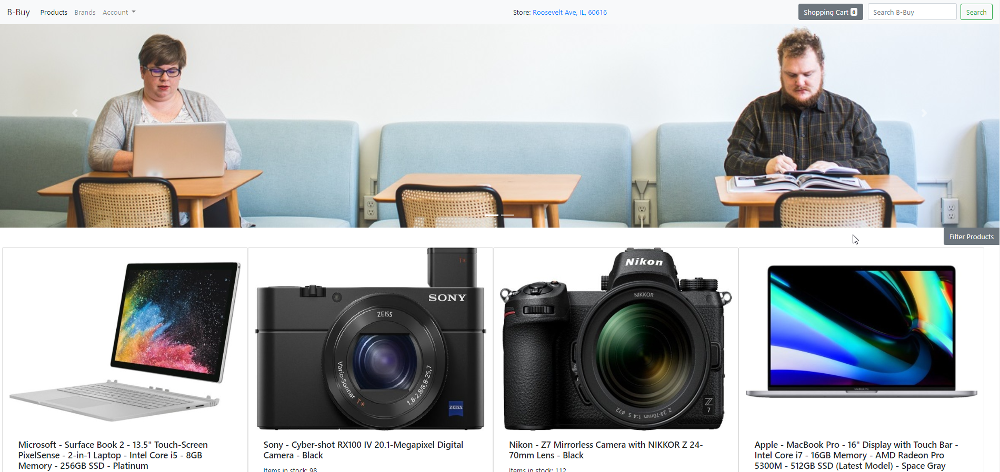 B-Buy Products Brands Account Store: Roosevelt Ave, IL, 60616 Shopping Cart 0 Search B-Buy Search
Filter Products
SONY
ZEISS
Vario-Sonnar T* 1,8-2,8/8,8-25,7
ZEISS
Nikon
NIKKOR
Z 24-70mm 1:4 S ø72
Z
7
MacBook Pro
Microsoft - Surface Book 2 - 13.5" Touch-Screen
PixelSense - 2-in-1 Laptop - Intel Core i5 - 8GB
Memory - 256GB SSD - Platinum
Sony - Cyber-shot RX100 IV 20.1-Megapixel Digital
Camera - Black
Items in stock: 98
Nikon - Z7 Mirrorless Camera with NIKKOR Z 24-
70mm Lens - Black
Items in stock: 112
Apple - MacBook Pro - 16" Display with Touch Bar -
Intel Core i7 - 16GB Memory - AMD Radeon Pro
5300M - 512GB SSD (Latest Model) - Space Gray